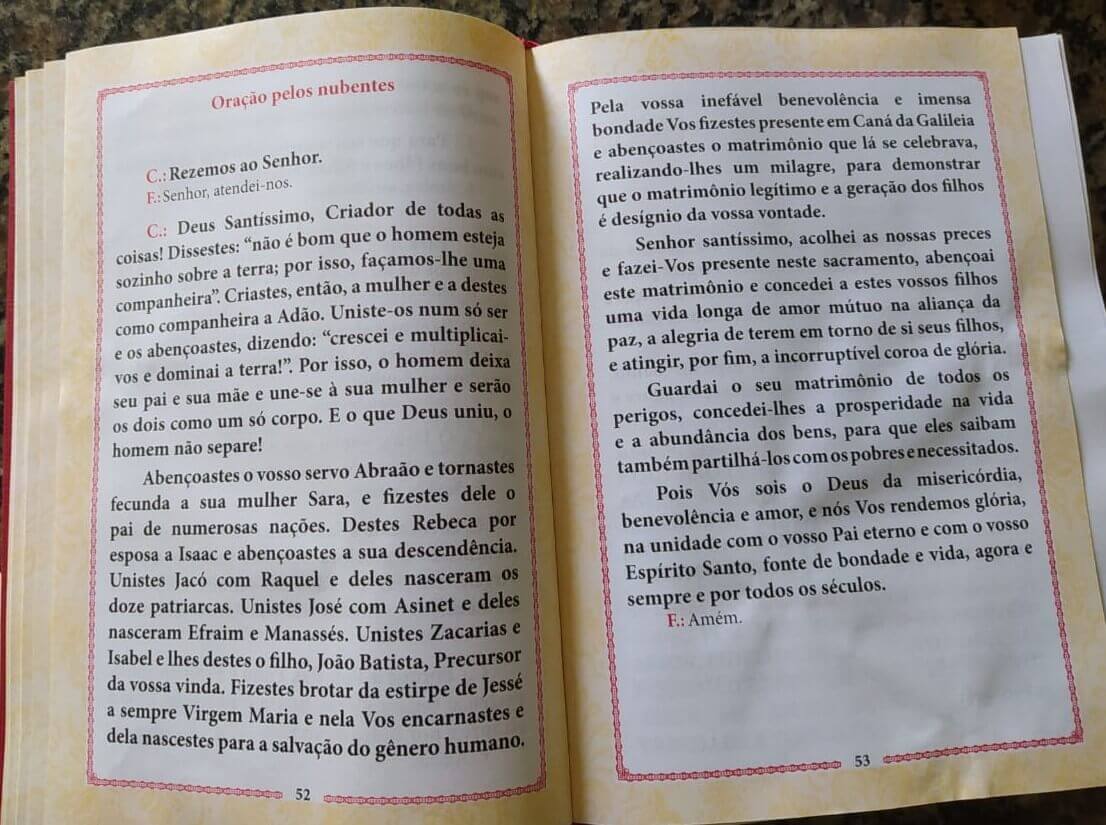 Oração pelos nubentes
C.: Rezemos ao Senhor.
F.: Senhor, atendei-nos.
C.: Deus Santíssimo, Criador de todas as
coisas! Dissestes: “não é bom que o homem esteja
sozinho sobre a terra; por isso, façamos-lhe uma
companheira”. Criastes, então, a mulher e a destes
como companheira a Adão. Uniste-os num só ser
e os abençoastes, dizendo: “crescei e multiplicai-
vos e dominai a terra!”. Por isso, o homem deixa
seu pai e sua mãe e une-se à sua mulher e serão
os dois como um só corpo. E o que Deus uniu, o
homem não separe!
Abençoastes o vosso servo Abraão e tornastes
fecunda a sua mulher Sara, e fizestes dele o
pai de numerosas nações. Destes Rebeca por
esposa a Isaac e abençoastes a sua descendência.
Unistes Jacó com Raquel e deles nasceram os
doze patriarcas. Unistes José com Asinet e deles
nasceram Efraim e Manassés. Unistes Zacarias e
Isabel e lhes destes o filho, João Batista, Precursor
da vossa vinda. Fizestes brotar da estirpe de Jessé
a sempre Virgem Maria e nela Vos encarnastes e
dela nascestes para a salvação do gênero humano.
52
Pela vossa inefável benevolência e imensa
bondade Vos fizestes presente em Caná da Galileia
e abençoastes o matrimônio que lá se celebrava,
realizando-lhes um milagre, para demonstrar
que o matrimônio legítimo e a geração dos filhos
é desígnio da vossa vontade.
Senhor santíssimo, acolhei as nossas preces
e fazei-Vos presente neste sacramento, abençoai
este matrimônio e concedei a estes vossos filhos
uma vida longa de amor mútuo na aliança da
paz, a alegria de terem em torno de si seus filhos,
e atingir, por fim, a incorruptível coroa de glória.
Guardai o seu matrimônio de todos os
perigos, concedei-lhes a prosperidade na vida
e a abundância dos bens, para que eles saibam
também partilhá-los com os pobres e necessitados.
Pois Vós sois o Deus da misericórdia,
benevolência e amor, e nós Vos rendemos glória,
na unidade com o vosso Pai eterno e com o vosso
Espírito Santo, fonte de bondade e vida, agora e
sempre e por todos os séculos.
F.: Amém.
53